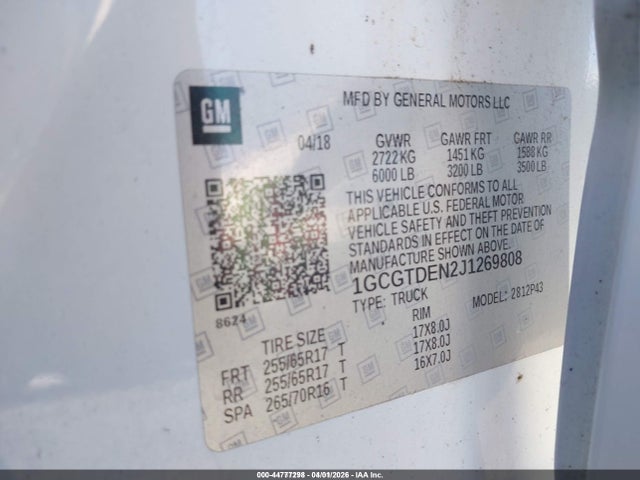 GM
MFD BY GENERAL MOTORS LLC
04/18 GVWR GAWR FRT GAWR RR
2722 KG 1451 KG 1588 KG
6000 LB 3200 LB 3500 LB
THIS VEHICLE CONFORMS TO ALL
APPLICABLE U.S. FEDERAL MOTOR
VEHICLE SAFETY AND THEFT PREVENTION
STANDARDS IN EFFECT ON THE DATE OF
MANUFACTURE SHOWN ABOVE.
1GCGTDEN2J1269808
8624 TYPE: TRUCK MODEL: 2812P43
TIRE SIZE RIM
FRT 255/65R17 T 17X8.0J
RR 255/65R17 T 17X8.0J
SPA 265/70R16 T 16X7.0J
000-44777298 - 04/01/2026 - IAA Inc.